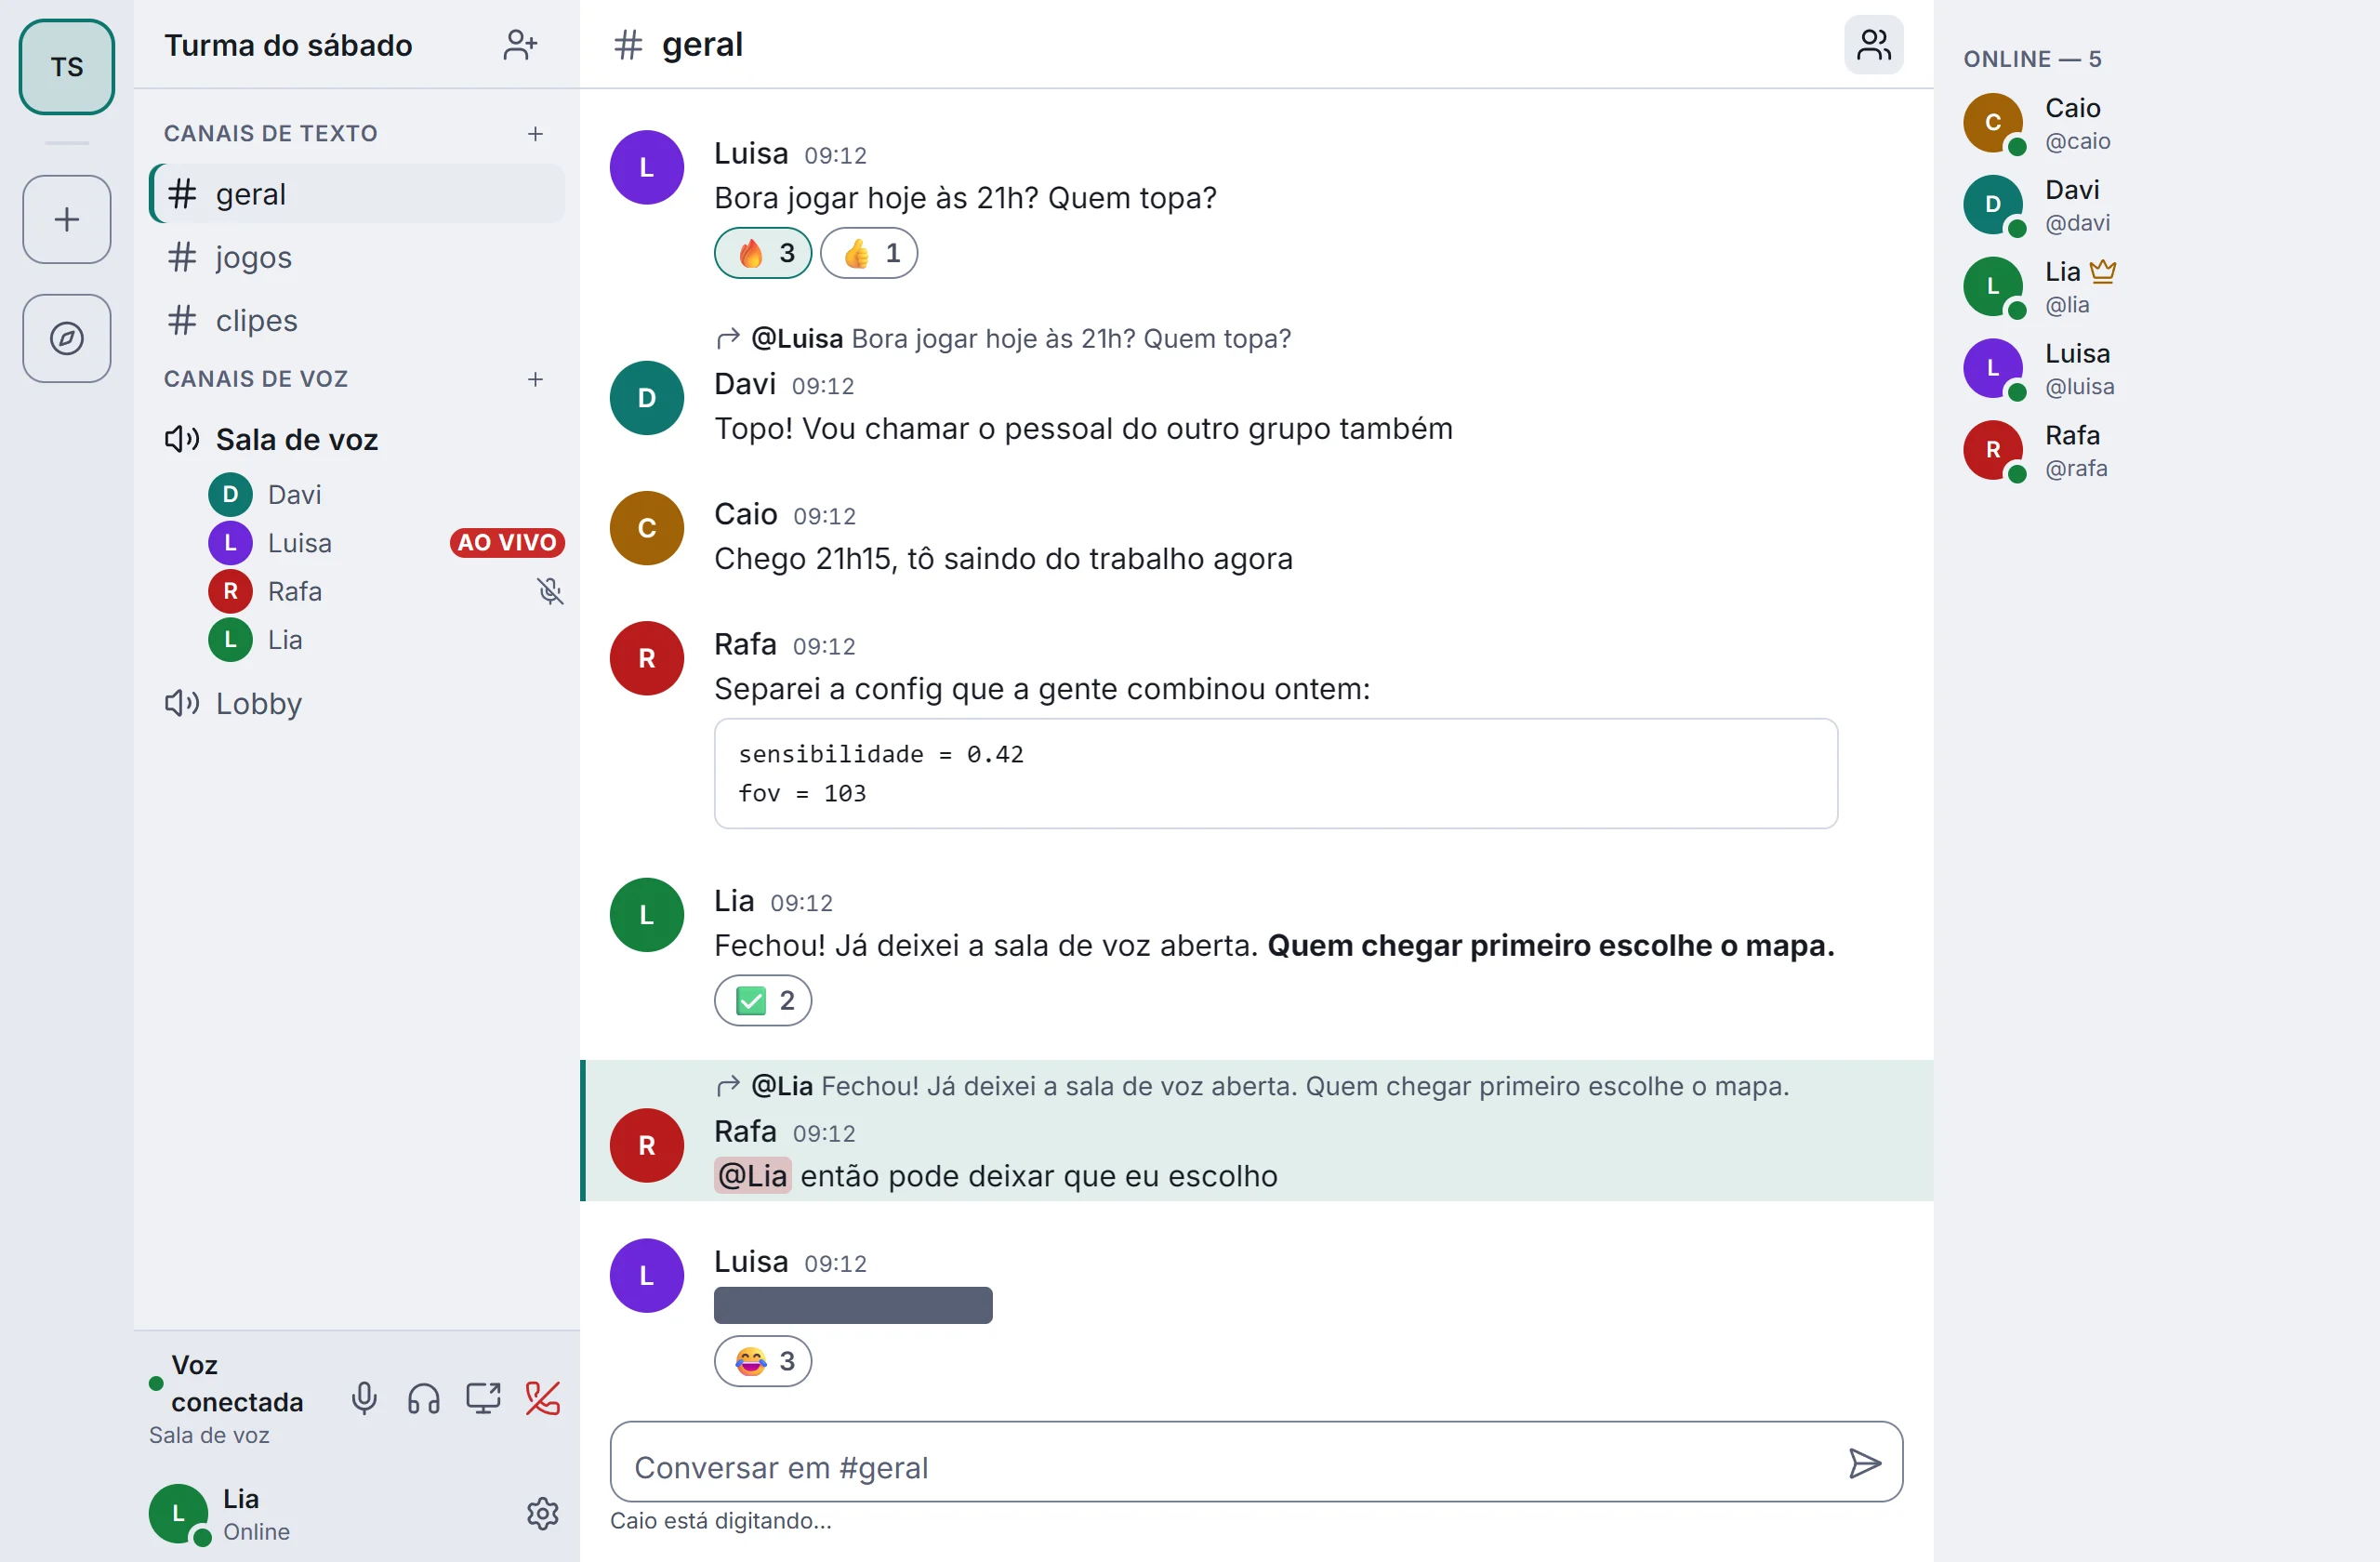 TS
Turma do sábado
CANAIS DE TEXTO
geral
jogos
clipes
CANAIS DE VOZ
Sala de voz
D Davi
L Luisa AO VIVO
R Rafa
L Lia
Lobby
Voz
conectada
Sala de voz
L
Lia
Online
# geral
L
Luisa 09:12
Bora jogar hoje às 21h? Quem topa?
🔥 3 👍 1
@Luisa Bora jogar hoje às 21h? Quem topa?
D
Davi 09:12
Topo! Vou chamar o pessoal do outro grupo também
C
Caio 09:12
Chego 21h15, tô saindo do trabalho agora
R
Rafa 09:12
Separei a config que a gente combinou ontem:
sensibilidade = 0.42
fov = 103
L
Lia 09:12
Fechou! Já deixei a sala de voz aberta. Quem chegar primeiro escolhe o mapa.
✅ 2
@Lia Fechou! Já deixei a sala de voz aberta. Quem chegar primeiro escolhe o mapa.
R
Rafa 09:12
@Lia então pode deixar que eu escolho
L
Luisa 09:12
😂 3
Conversar em #geral
Caio está digitando...
ONLINE — 5
C
Caio
@caio
D
Davi
@davi
L
Lia
@lia
L
Luisa
@luisa
R
Rafa
@rafa